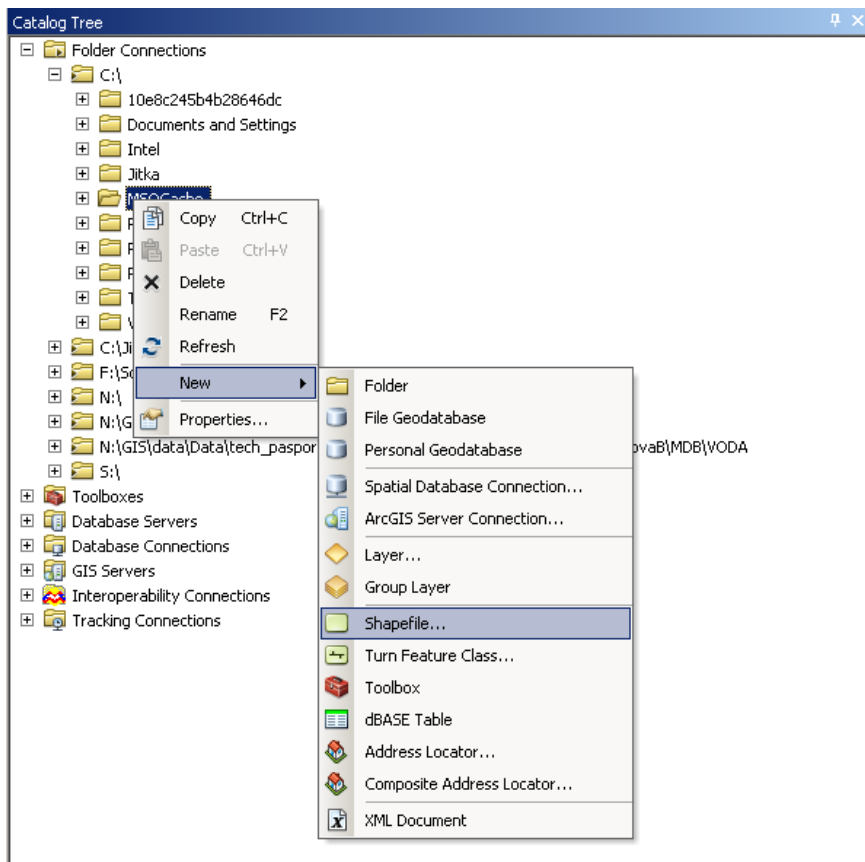 Catalog Tree
Folder Connections
C:\
10e8c245b4b28646dc
Documents and Settings
Intel
Jitka
MSOCache
Copy Ctrl+C
Paste Ctrl+V
Delete
Rename F2
Refresh
New
Properties...
C:\Ji
F:\So
N:\
N:\G
N:\GIS\data\Data\tech_paspor
ovaB\MDB\VODA
S:\
Toolboxes
Database Servers
Database Connections
GIS Servers
Interoperability Connections
Tracking Connections
Folder
File Geodatabase
Personal Geodatabase
Spatial Database Connection...
ArcGIS Server Connection...
Layer...
Group Layer
Shapefile...
Turn Feature Class...
Toolbox
dBASE Table
Address Locator...
Composite Address Locator...
XML Document